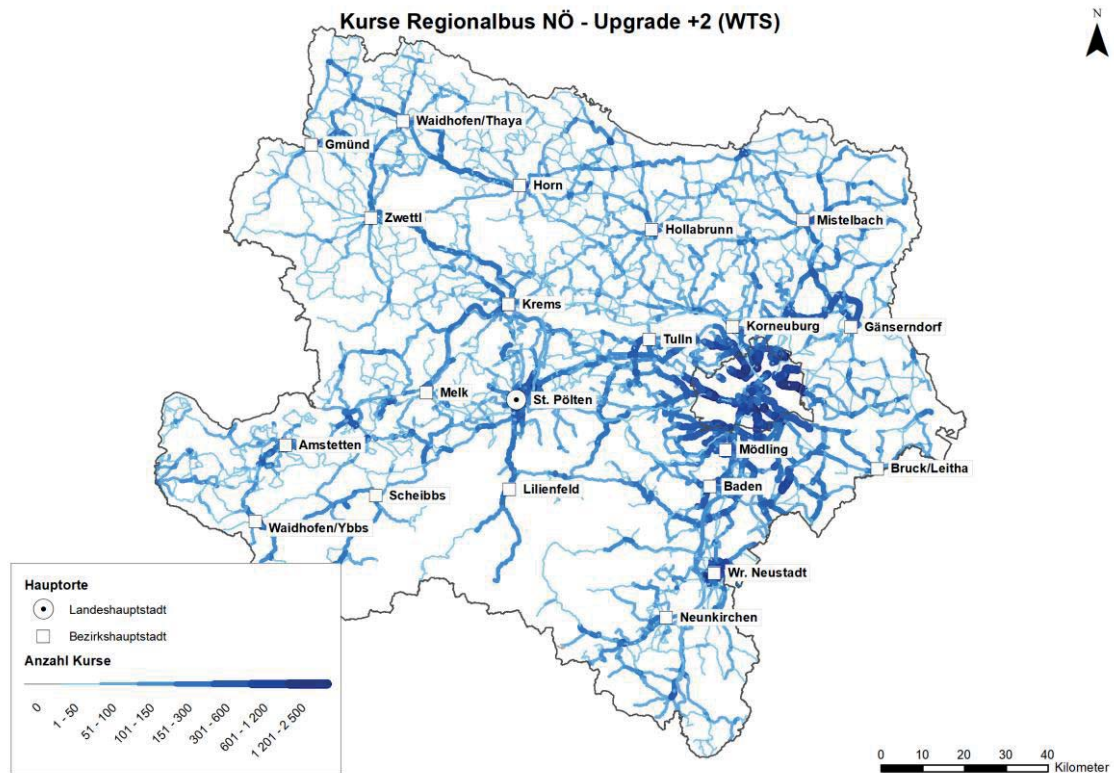 Kurse Regionalbus NÖ - Upgrade +2 (WTS)
N
Waidhofen/Thaya
Gmünd
Horn
Zwettl
Mistelbach
Hollabrunn
Krems
Korneuburg
Gänserndorf
Tulln
Melk
St. Pölten
Amstetten
Mödling
Bruck/Leitha
Baden
Scheibbs
Lilienfeld
Waidhofen/Ybbs
Wr. Neustadt
Neunkirchen
Hauptorte
Landeshauptstadt
Bezirkshauptstadt
Anzahl Kurse
0
1 - 50
51 - 100
101 - 150
151 - 300
301 - 600
601 - 1 200
1 201 - 2 500
0 10 20 30 40
Kilometer